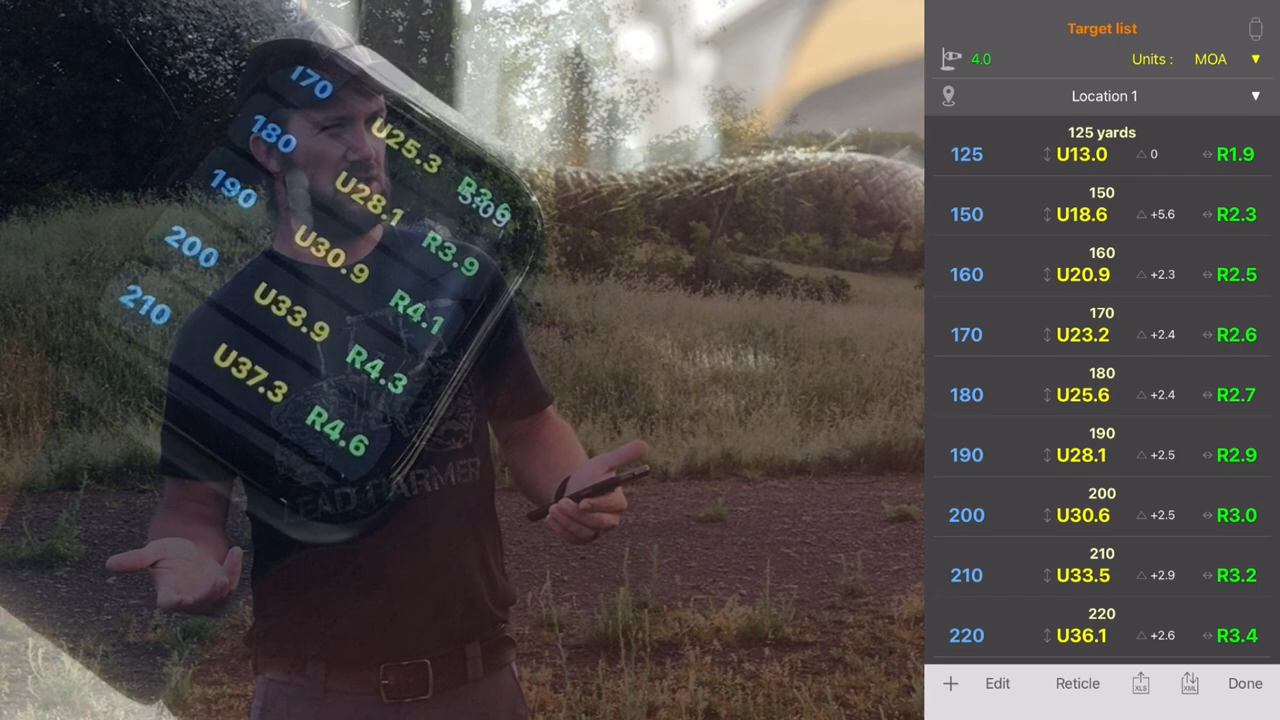 170 U25.3
180 U28.1
190 U30.9 R3.9
200 U33.9 R4.1
210 U37.3 R4.3
R4.6
LEAD FARMER
Target list
4.0 Units : MOA
Location 1
125 yards
125 U13.0 0 R1.9
150
150 U18.6 +5.6 R2.3
160
160 U20.9 +2.3 R2.5
170
170 U23.2 +2.4 R2.6
180
180 U25.6 +2.4 R2.7
190
190 U28.1 +2.5 R2.9
200
200 U30.6 +2.5 R3.0
210
210 U33.5 +2.9 R3.2
220
220 U36.1 +2.6 R3.4
+ Edit Reticle XLS XML Done